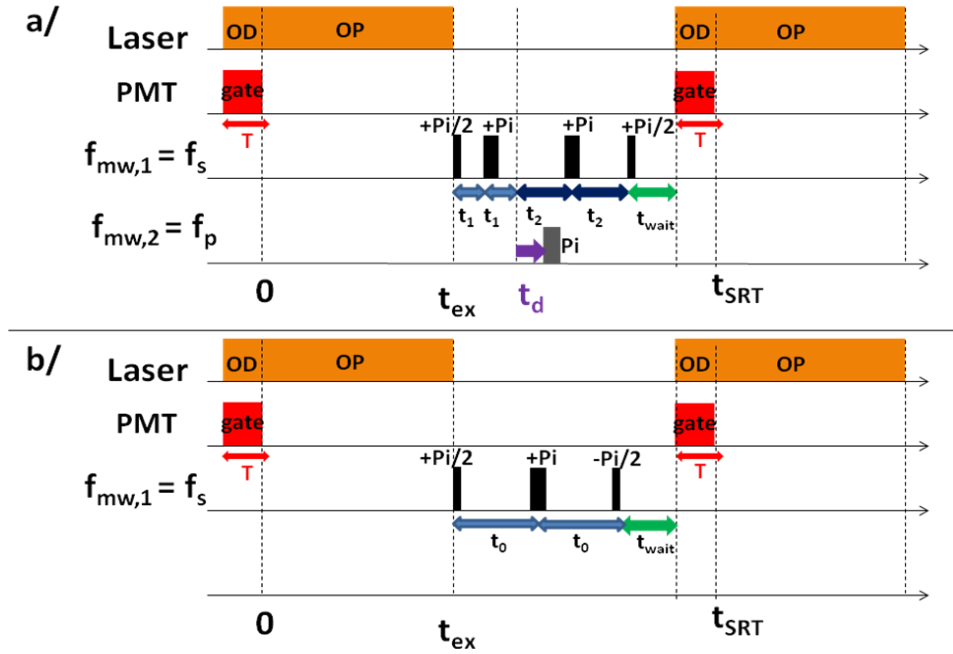 a/
Laser
OD OP OD OP
PMT
gate gate
T T
+Pi/2 +Pi +Pi +Pi/2
fmw,1 = fs
t1 t1 t2 t2 twait
fmw,2 = fp
Pi
0 tex td tSRT
b/
Laser
OD OP OD OP
PMT
gate gate
T T
+Pi/2 +Pi -Pi/2
fmw,1 = fs
t0 t0 twait
0 tex tSRT